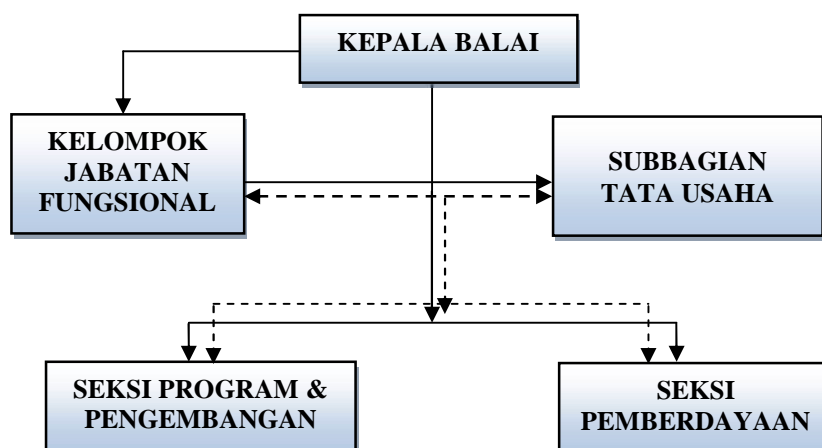 KEPALA BALAI
KELOMPOK
JABATAN
FUNGSIONAL
SUBBAGIAN
TATA USAHA
SEKSI PROGRAM &
PENGEMBANGAN
SEKSI
PEMBERDAYAAN